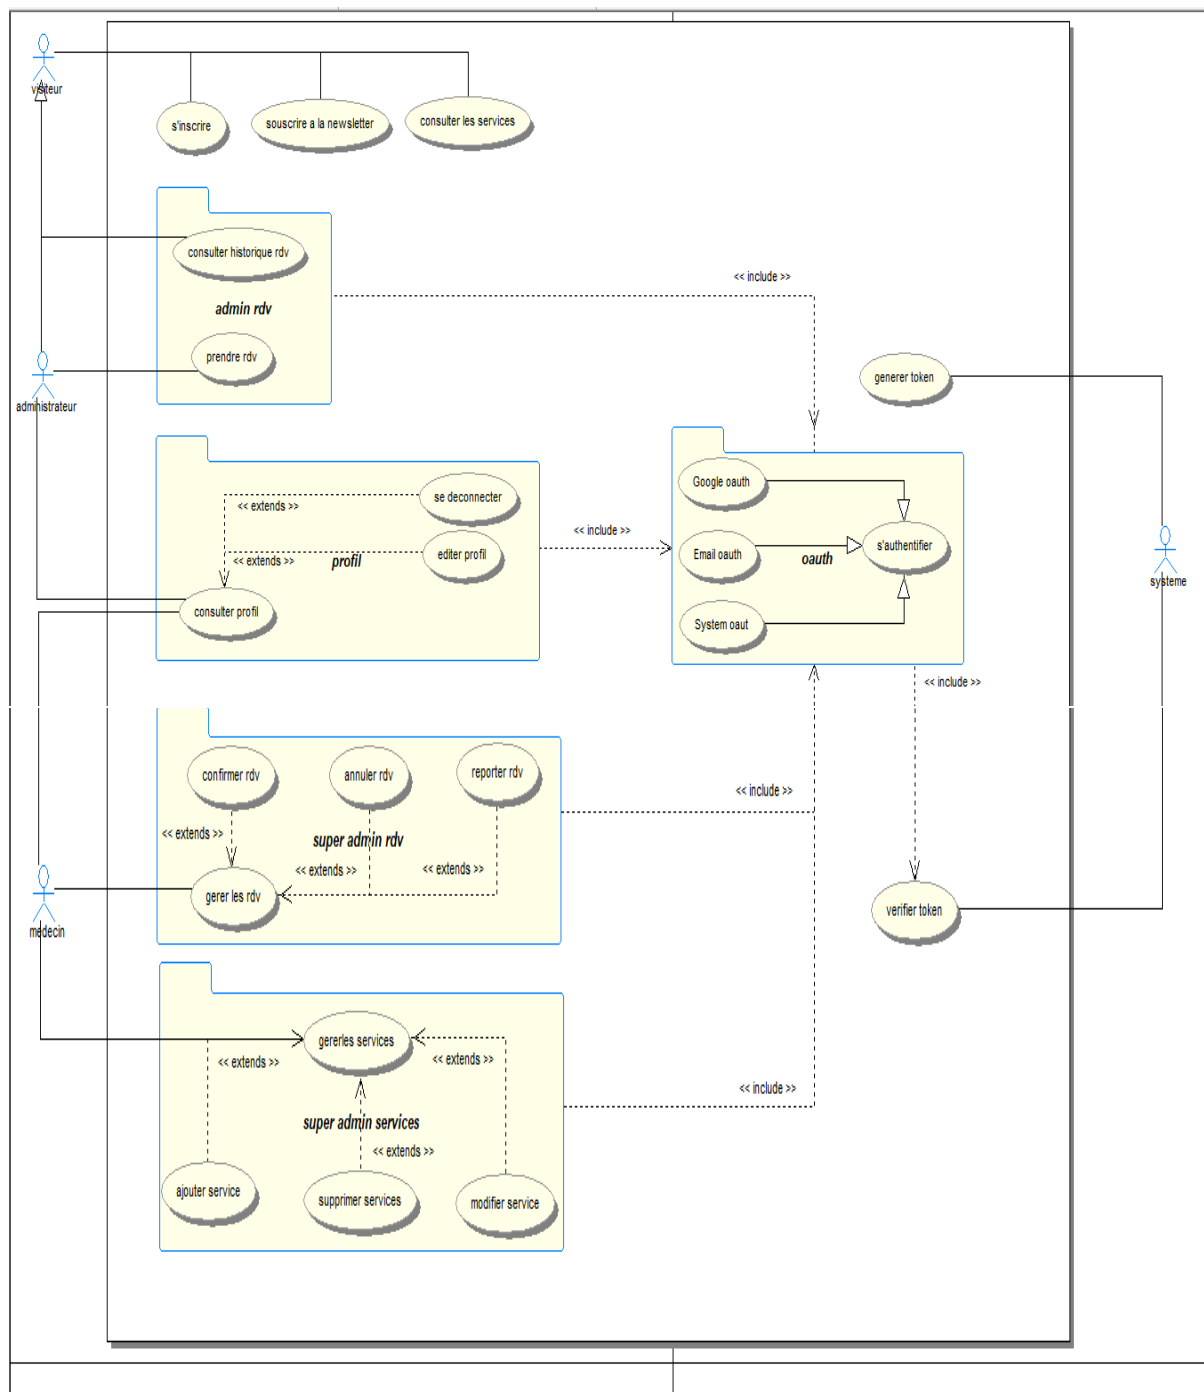 visiteur
s'inscrire
souscrire a la newsletter
consulter les services
consulter historique rdv
<< include >>
admin rdv
prendre rdv
generer token
administrateur
Google oauth
se deconnecter
<< extends >>
<< include >>
s'authentifier
editer profil
Email oauth
oauth
<< extends >>
profil
systeme
consulter profil
System oaut
<< include >>
confirmer rdv
annuler rdv
reporter rdv
<< include >>
<< extends >>
super admin rdv
<< extends >>
<< extends >>
gerer les rdv
verifier token
medecin
gererles services
<< extends >>
<< extends >>
<< include >>
super admin services
<< extends >>
ajouter service
supprimer services
modifier service